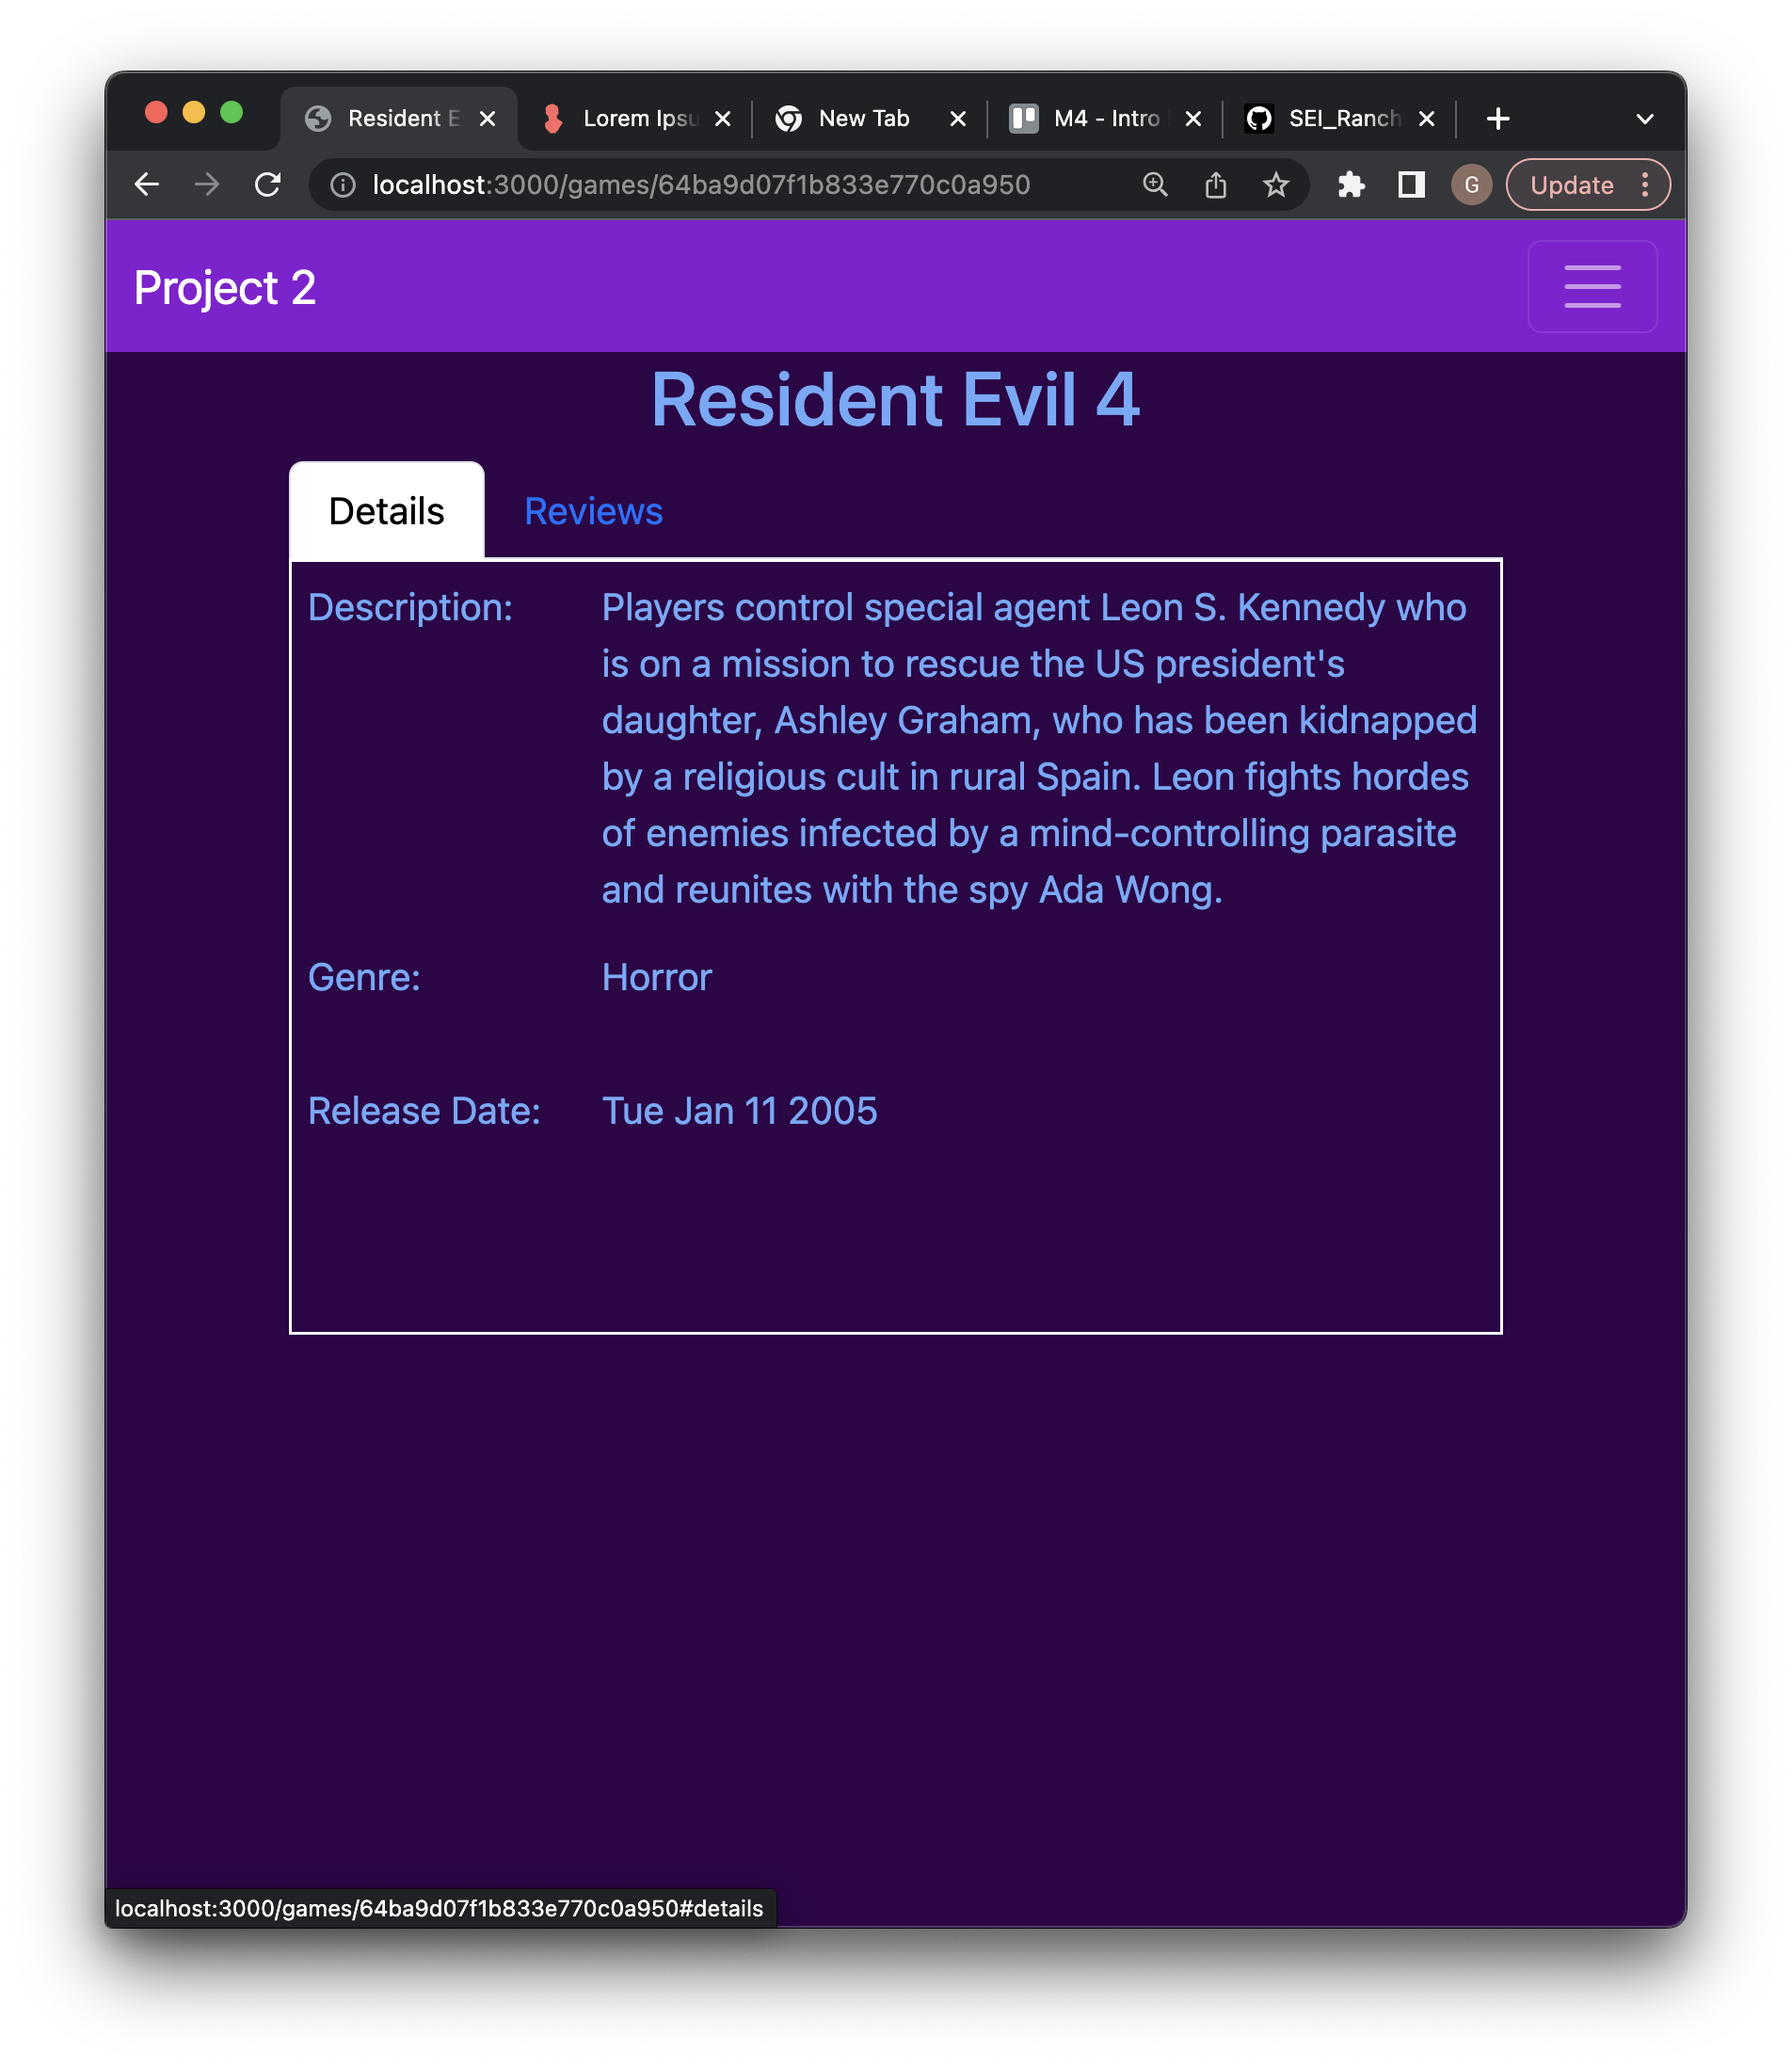 Resident E
Lorem Ipsu
New Tab
M4 - Intro
SEI_Ranch
localhost:3000/games/64ba9d07f1b833e770c0a950
G
Update
Project 2
Resident Evil 4
Details
Reviews
Description:
Players control special agent Leon S. Kennedy who
is on a mission to rescue the US president's
daughter, Ashley Graham, who has been kidnapped
by a religious cult in rural Spain. Leon fights hordes
of enemies infected by a mind-controlling parasite
and reunites with the spy Ada Wong.
Genre:
Horror
Release Date:
Tue Jan 11 2005
localhost:3000/games/64ba9d07f1b833e770c0a950#details